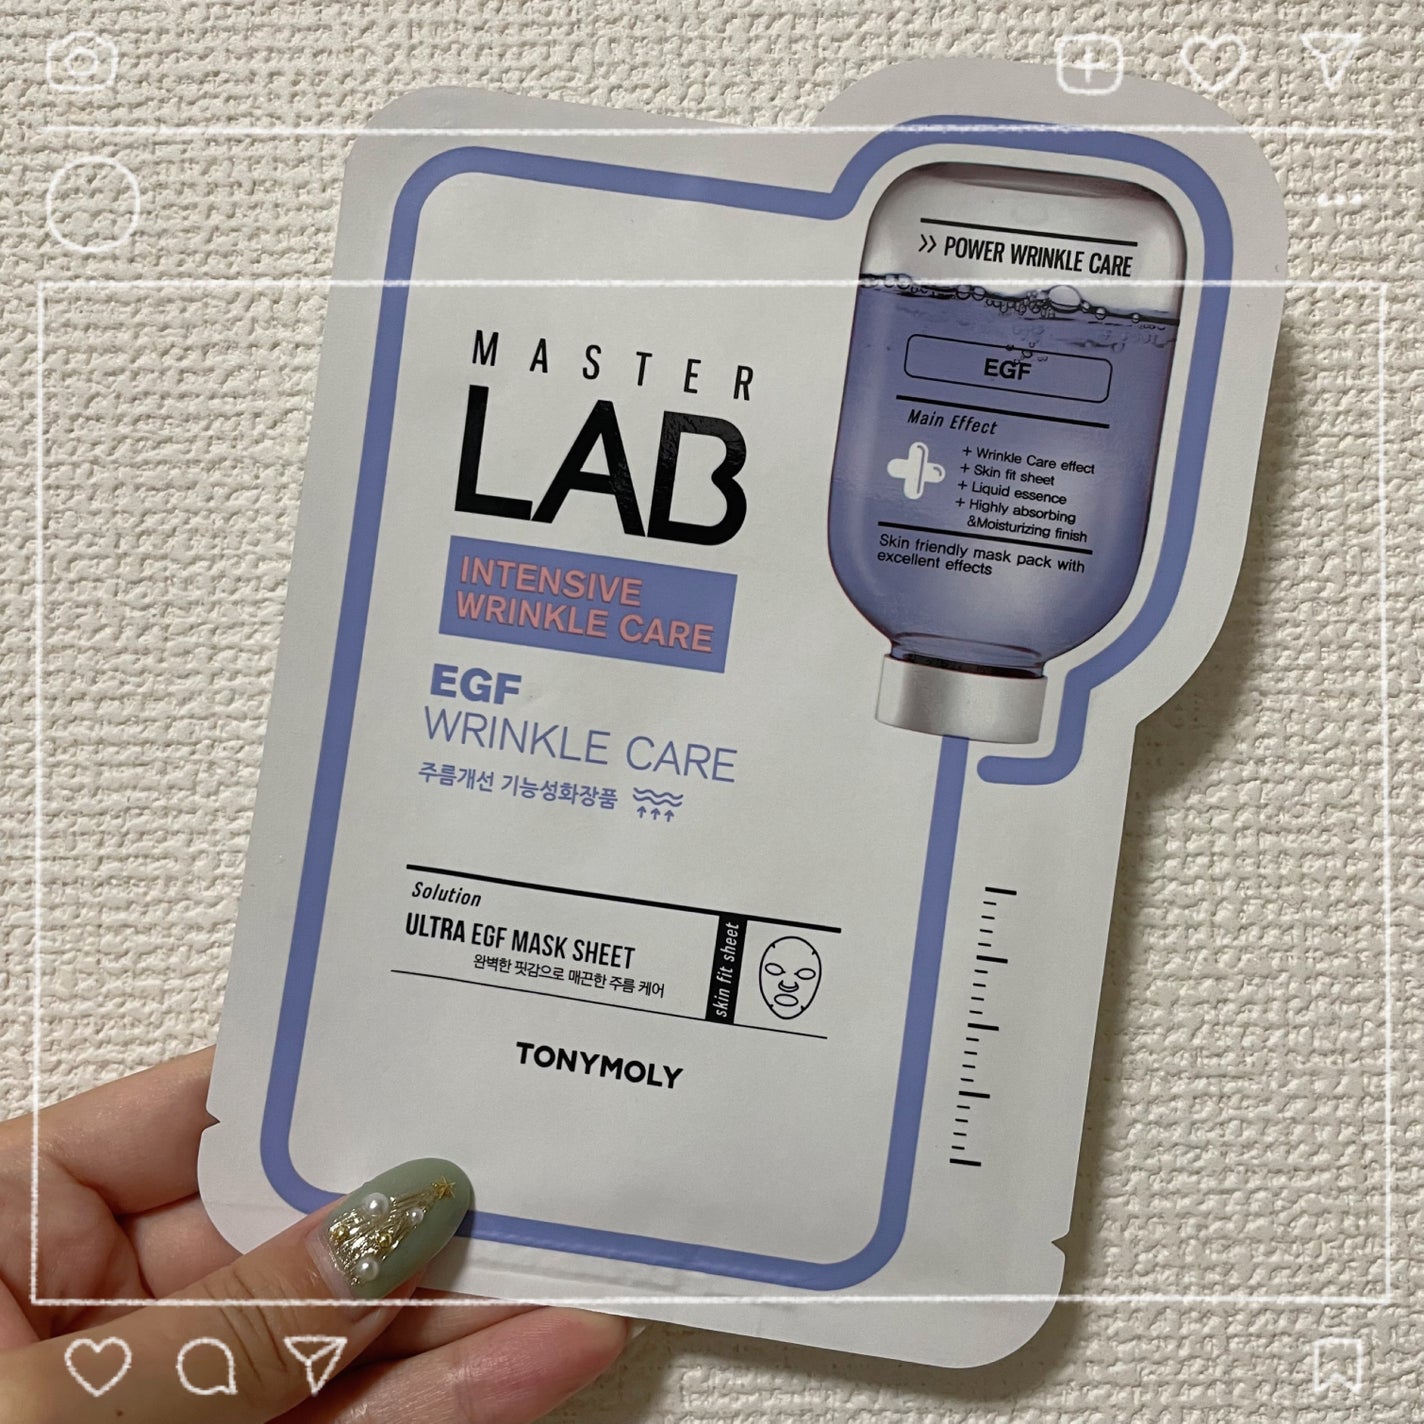 >> POWER WRINKLE CARE
EGF
Main Effect
+ Wrinkle Care effect
+ Skin fit sheet
+ Liquid essence
+ Highly absorbing
&Moisturizing finish
Skin friendly mask pack with
excellent effects
MASTER
LAB
INTENSIVE
WRINKLE CARE
EGF
WRINKLE CARE
주름개선 기능성화장품
Solution
ULTRA EGF MASK SHEET
완벽한 핏감으로 매끈한 주름 케어
skin fit sheet
TONYMOLY